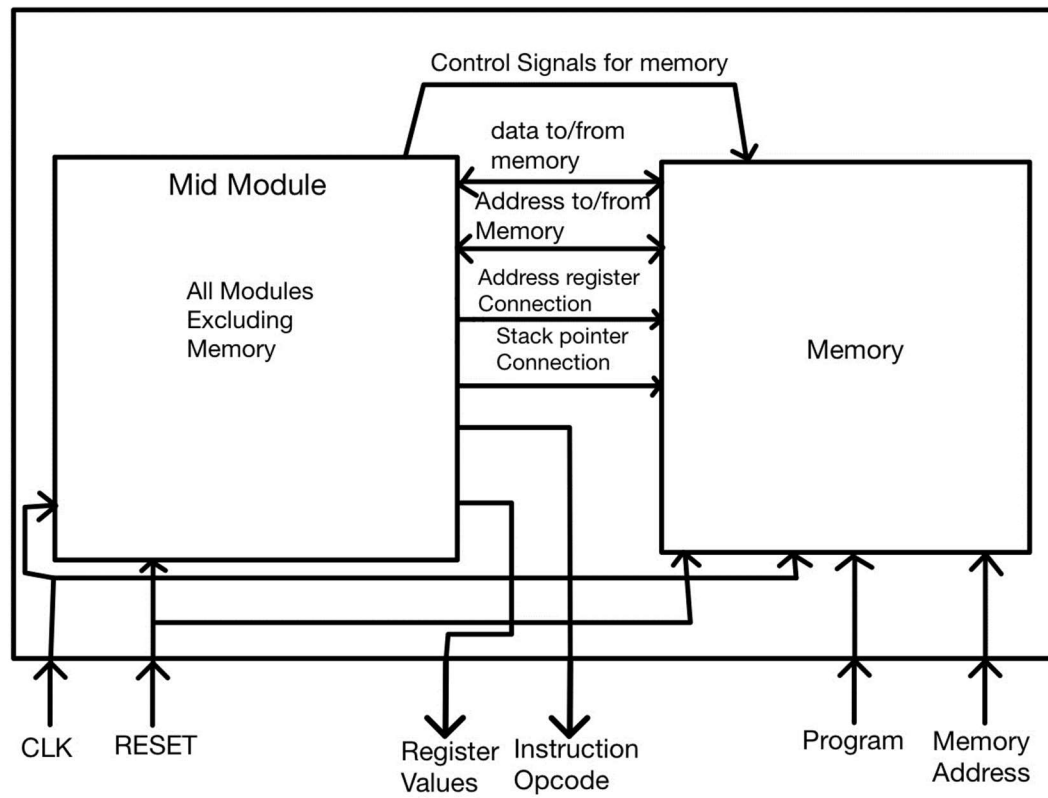 Control Signals for memory
data to/from
memory
Mid Module
Address to/from
Memory
All Modules
Excluding
Memory
Address register
Connection
Stack pointer
Connection
Memory
CLK
RESET
Register
Values
Instruction
Opcode
Program
Memory
Address